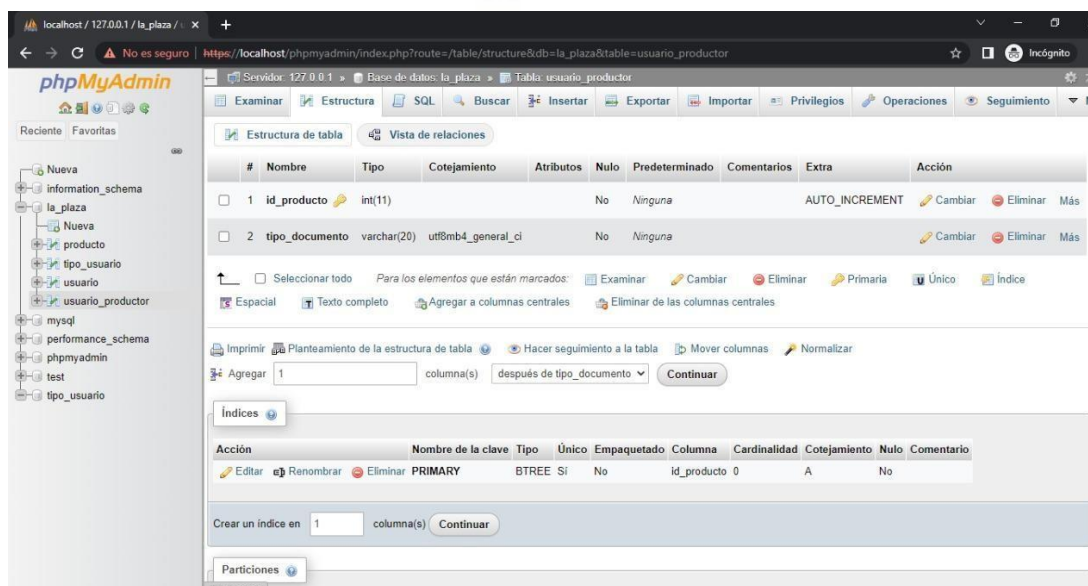 localhost / 127.0.0.1 / la_plaza /
No es seguro https://localhost/phpmyadmin/index.php?route=/table/structure&db=la_plaza&table=usuario_productor Incógnito
phpMyAdmin
Reciente Favoritas
Nueva
information_schema
la_plaza
Nueva
producto
tipo_usuario
usuario
usuario_productor
mysql
performance_schema
phpmyadmin
test
tipo_usuario
Servidor: 127.0.0.1 » Base de datos: la_plaza » Tabla: usuario_productor
Examinar Estructura SQL Buscar Insertar Exportar Importar Privilegios Operaciones Seguimiento
Estructura de tabla Vista de relaciones
# Nombre Tipo Cotejamiento Atributos Nulo Predeterminado Comentarios Extra Acción
1 id_producto int(11) No Ninguna AUTO_INCREMENT Cambiar Eliminar Más
2 tipo_documento varchar(20) utf8mb4_general_ci No Ninguna Cambiar Eliminar Más
Seleccionar todo Para los elementos que están marcados: Examinar Cambiar Eliminar Primaria Único Índice
Espacial Texto completo Agregar a columnas centrales Eliminar de las columnas centrales
Imprimir Planteamiento de la estructura de tabla Hacer seguimiento a la tabla Mover columnas Normalizar
Agregar 1 columna(s) después de tipo_documento Continuar
Índices
Acción Nombre de la clave Tipo Único Empaquetado Columna Cardinalidad Cotejamiento Nulo Comentario
Editar Renombrar Eliminar PRIMARY BTREE Sí No id_producto 0 A No
Crear un índice en 1 columna(s) Continuar
Particiones